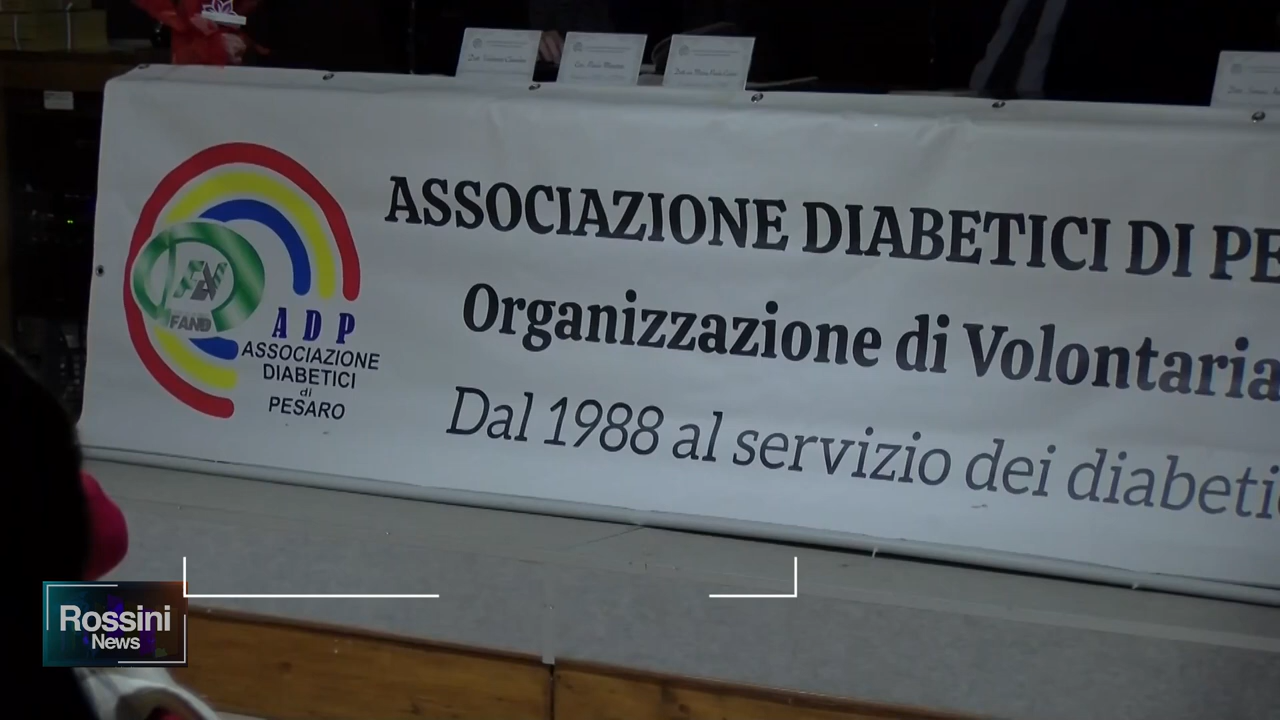 ASSOCIAZIONE DIABETICI DI PE
Organizzazione di Volontaria
Dal 1988 al servizio dei diabeti
FAND
ADP
ASSOCIAZIONE
DIABETICI
di
PESARO
Rossini
News